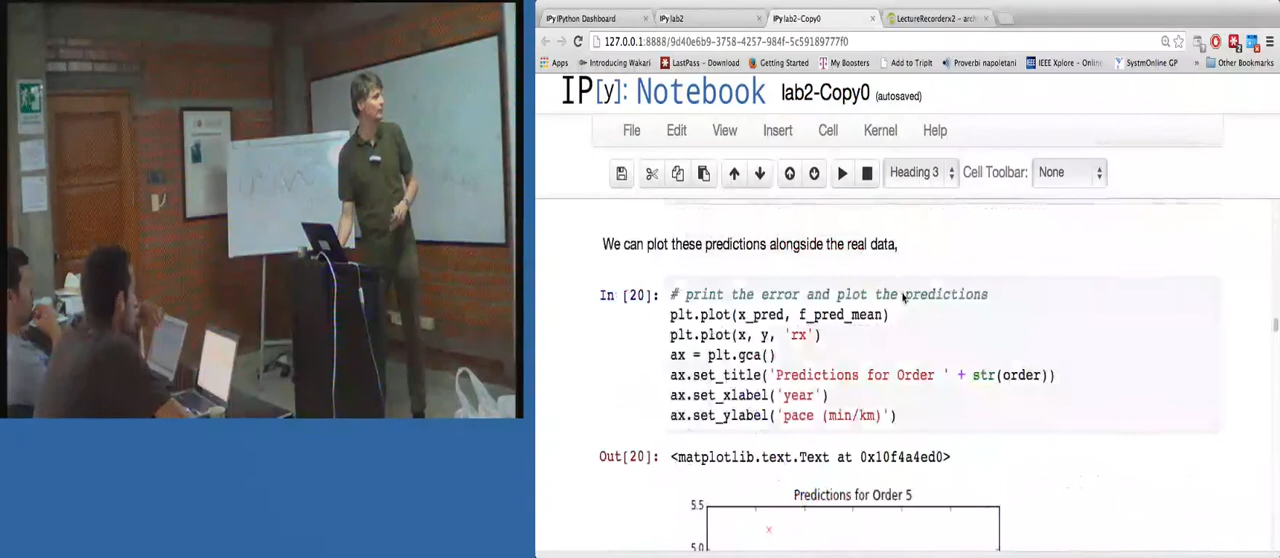 IPy IPython Dashboard
IPy lab2
IPy lab2-Copy0
LectureRecorderx2 – arch
127.0.0.1:8888/9d40e6b9-3758-4257-984f-5c59189777f0
Apps
Introducing Wakari
LastPass – Download
Getting Started
My Boosters
Add to TripIt
Proverbi napoletani
IEEE Xplore - Online
SystmOnline GP
» Other Bookmarks
IP[y]: Notebook lab2-Copy0 (autosaved)
File Edit View Insert Cell Kernel Help
Heading 3 Cell Toolbar: None
We can plot these predictions alongside the real data,
In [20]: # print the error and plot the predictions
plt.plot(x_pred, f_pred_mean)
plt.plot(x, y, 'rx')
ax = plt.gca()
ax.set_title('Predictions for Order ' + str(order))
ax.set_xlabel('year')
ax.set_ylabel('pace (min/km)')
Out[20]: <matplotlib.text.Text at 0x10f4a4ed0>
Predictions for Order 5
5.5
5.0